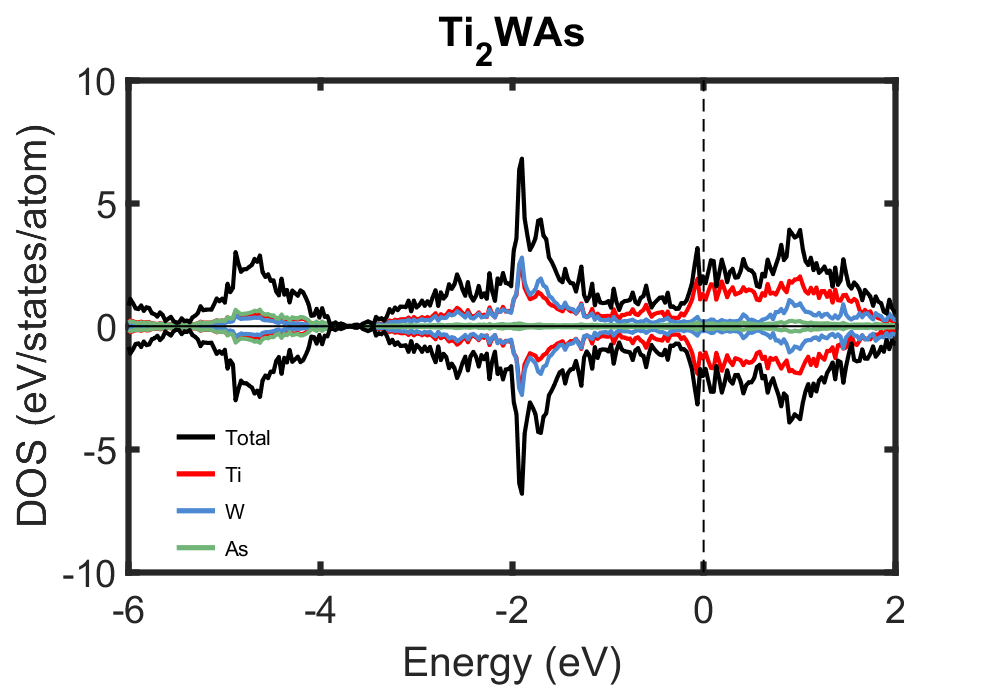 Ti₂WAs
DOS (eV/states/atom)
10
5
0
-5
-10
Total
Ti
W
As
-6 -4 -2 0 2
Energy (eV)